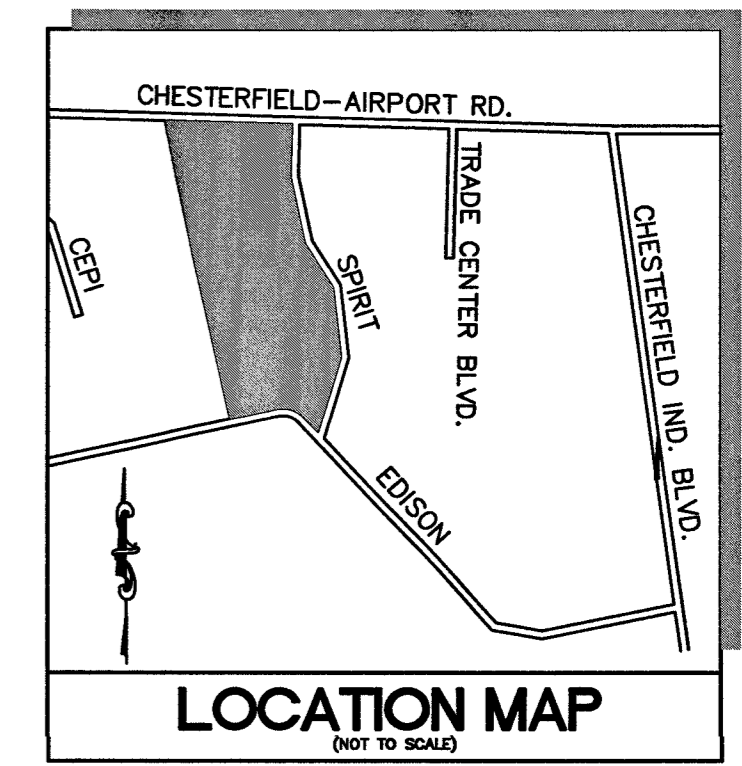 CHESTERFIELD-AIRPORT RD.
TRADE CENTER BLVD.
CHESTERFIELD IND. BLVD.
CEPI
SPIRIT
EDISON
LOCATION MAP
(NOT TO SCALE)